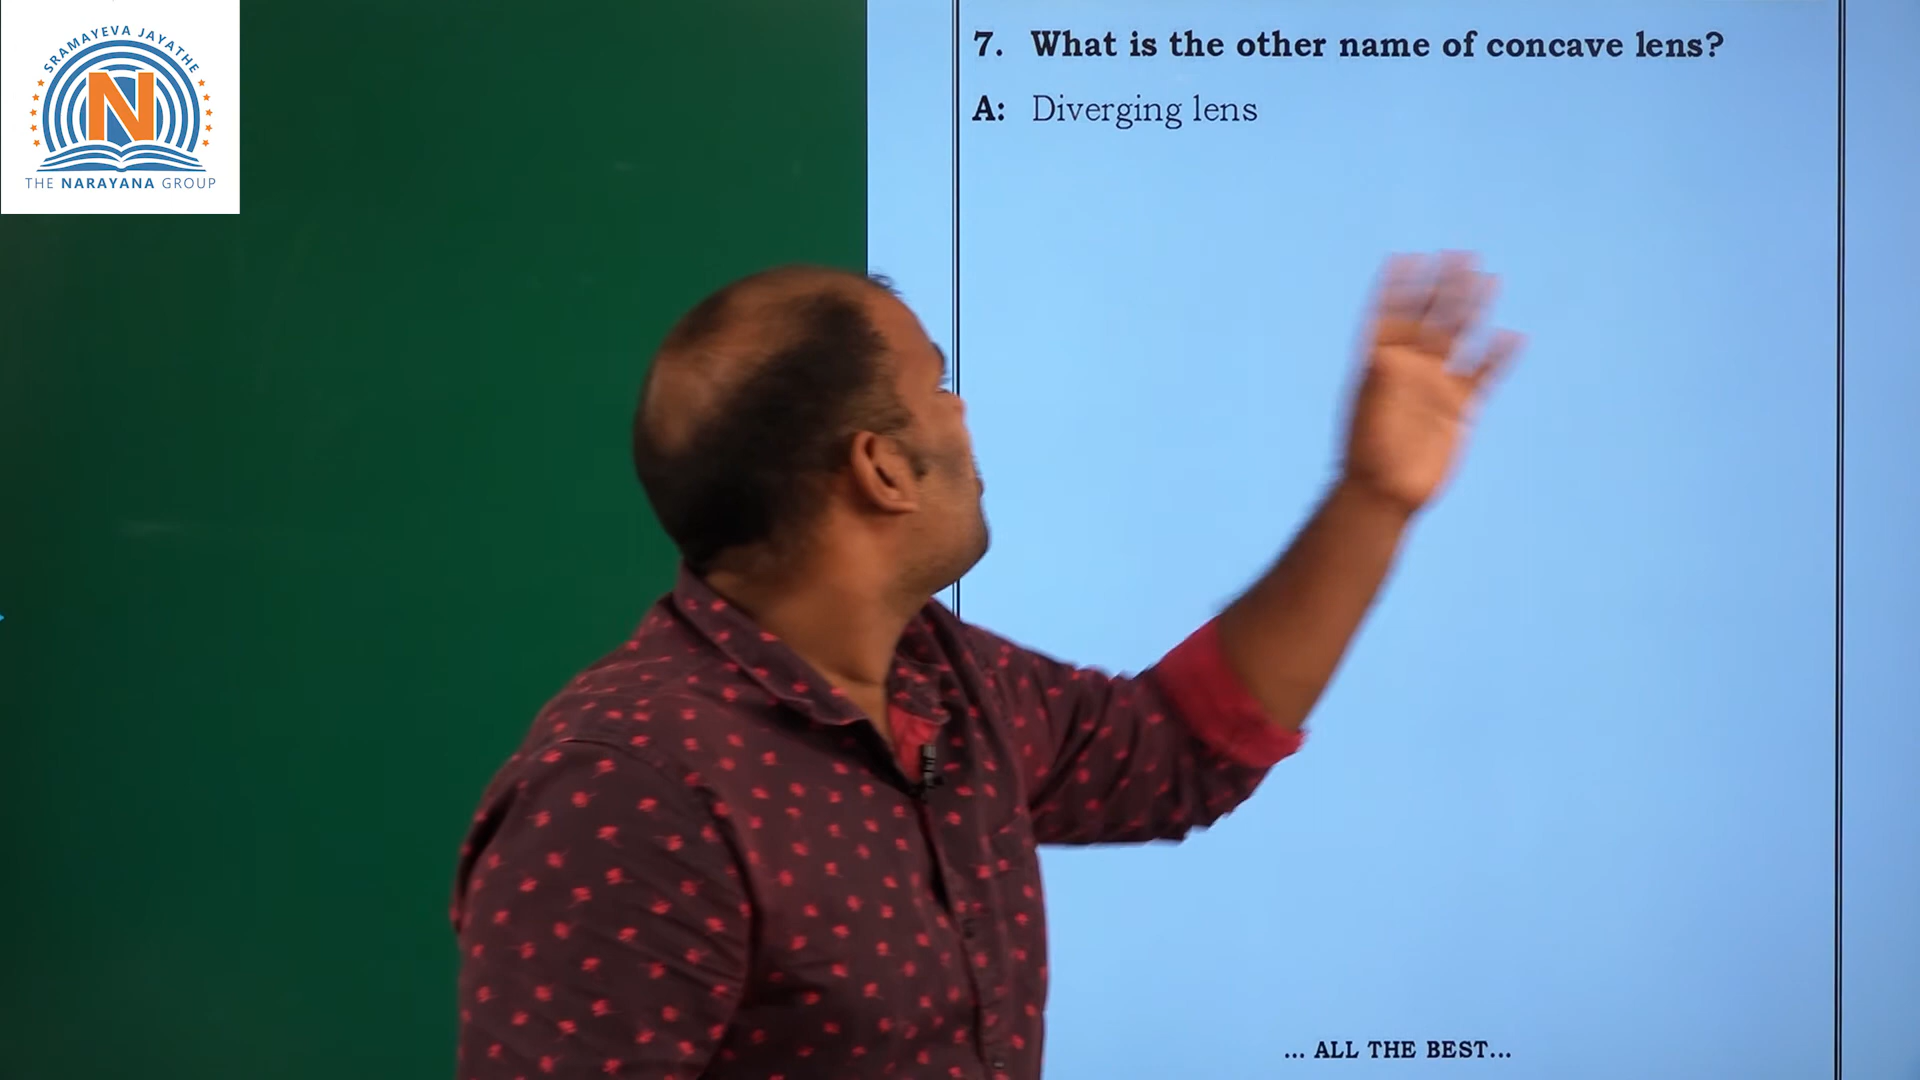 SRAMAYEVA JAYATHE
N
THE NARAYANA GROUP
7. What is the other name of concave lens?
A: Diverging lens
... ALL THE BEST...